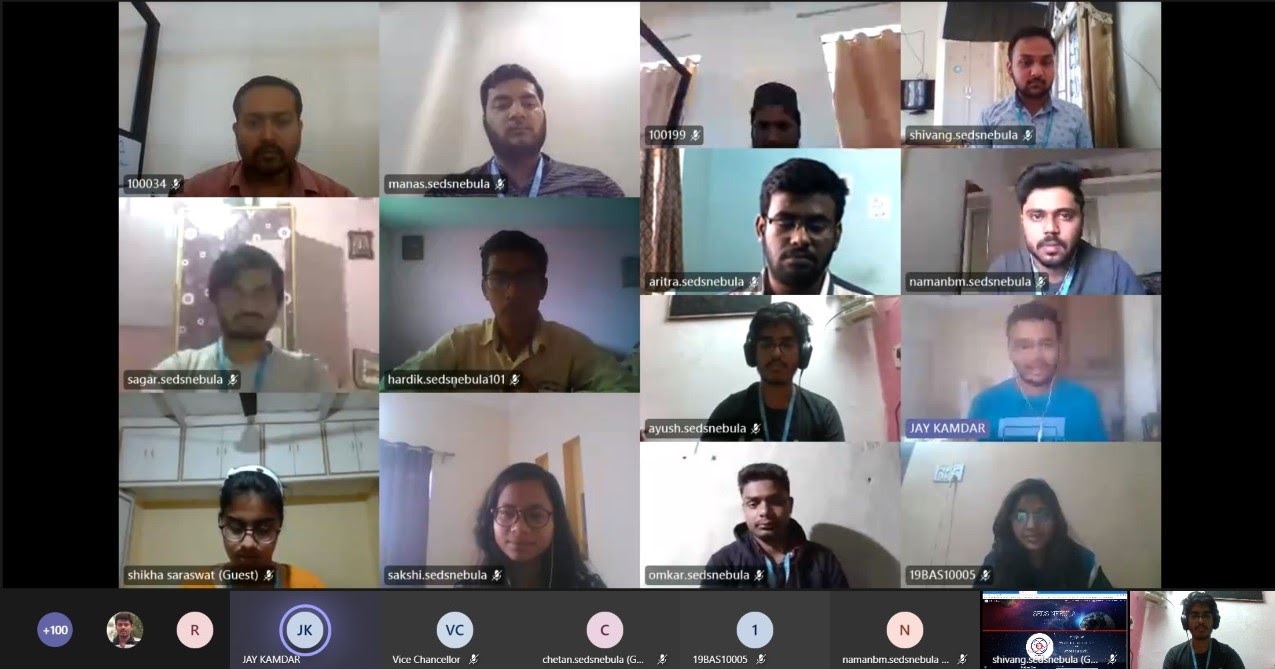 100034
manas.sedsnebula
100199
shivang.sedsnebula
aritra.sedsnebula
namanbm.sedsnebula
sagar.sedsnebula
hardik.sedsnebula101
ayush.sedsnebula
JAY KAMDAR
shikha saraswat (Guest)
sakshi.sedsnebula
omkar.sedsnebula
19BAS10005
+100
R
JK
JAY KAMDAR
VC
Vice Chancellor
C
chetan.sedsnebula (G...
1
19BAS10005
N
namanbm.sedsnebula ...
SEDS NEBULA
shivang.sedsnebula (G...